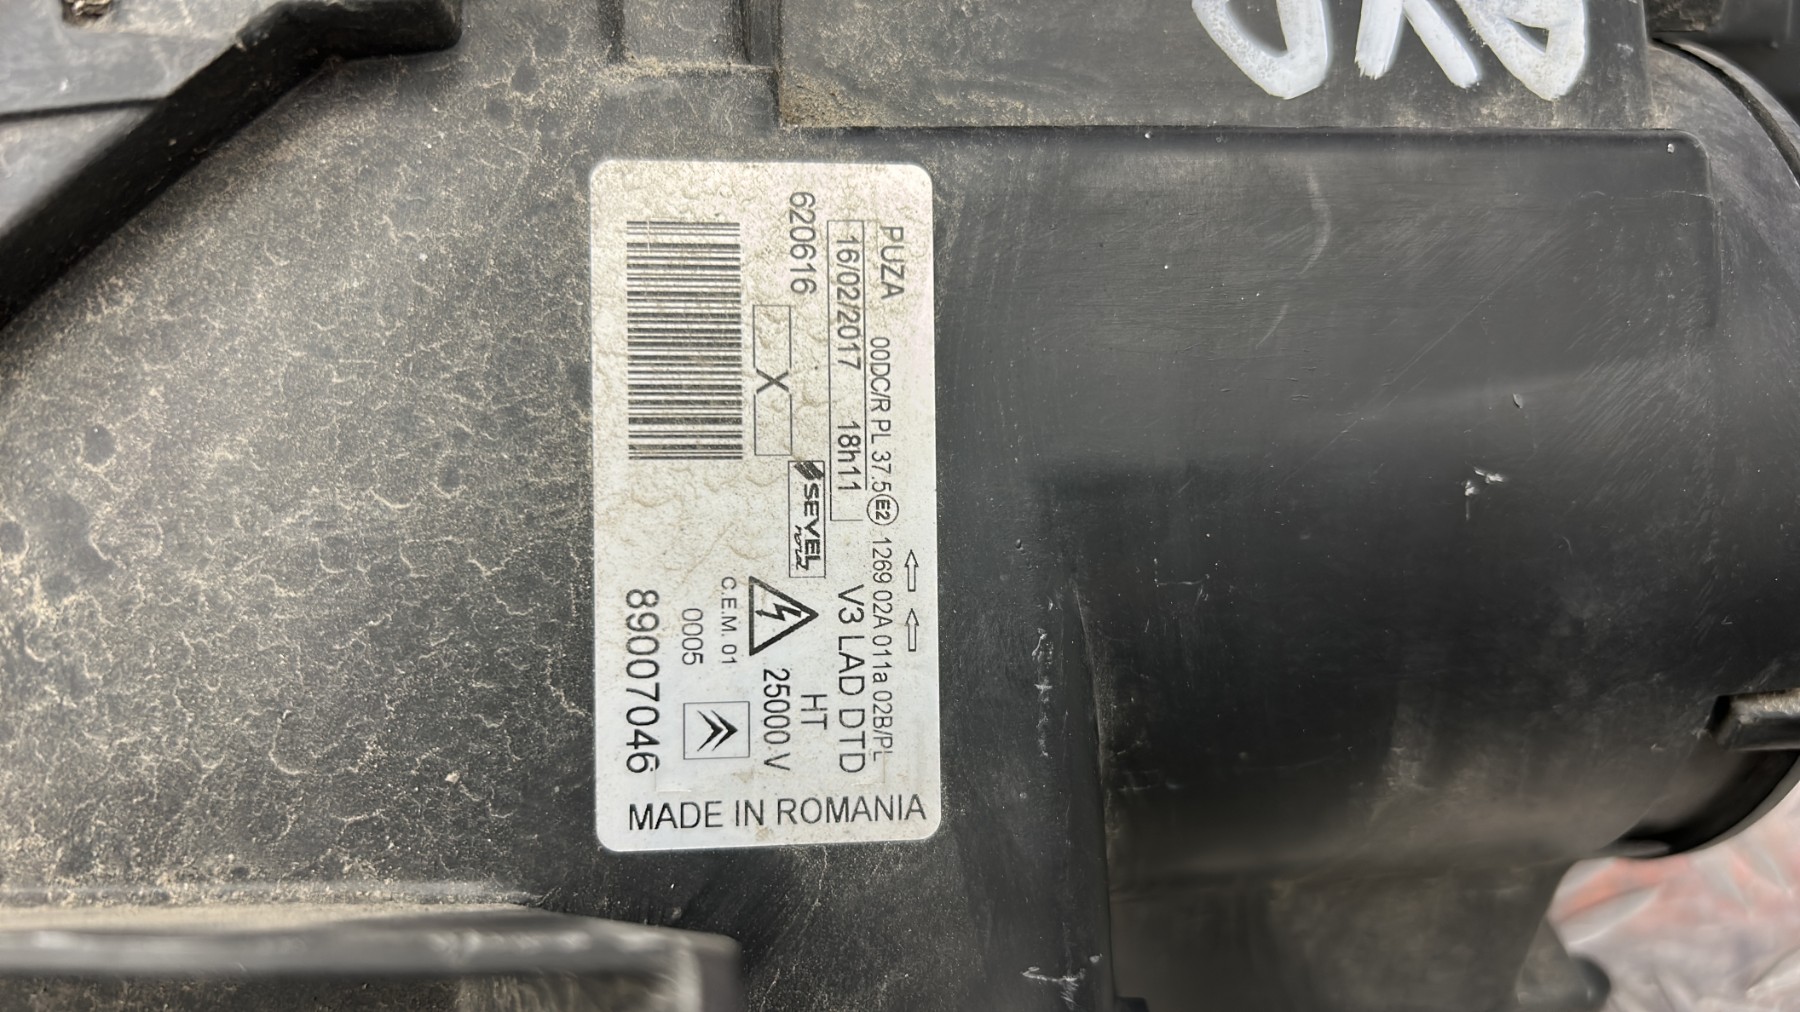 PUZA
00DC/R PL 37.5 E2 1269 02A 011a 02B/PL
16/02/2017 18h11
V3 LAD DTD
620616
HT
25000 V
X
SEVEL
C.E.M. 01
0005
89007046
MADE IN ROMANIA